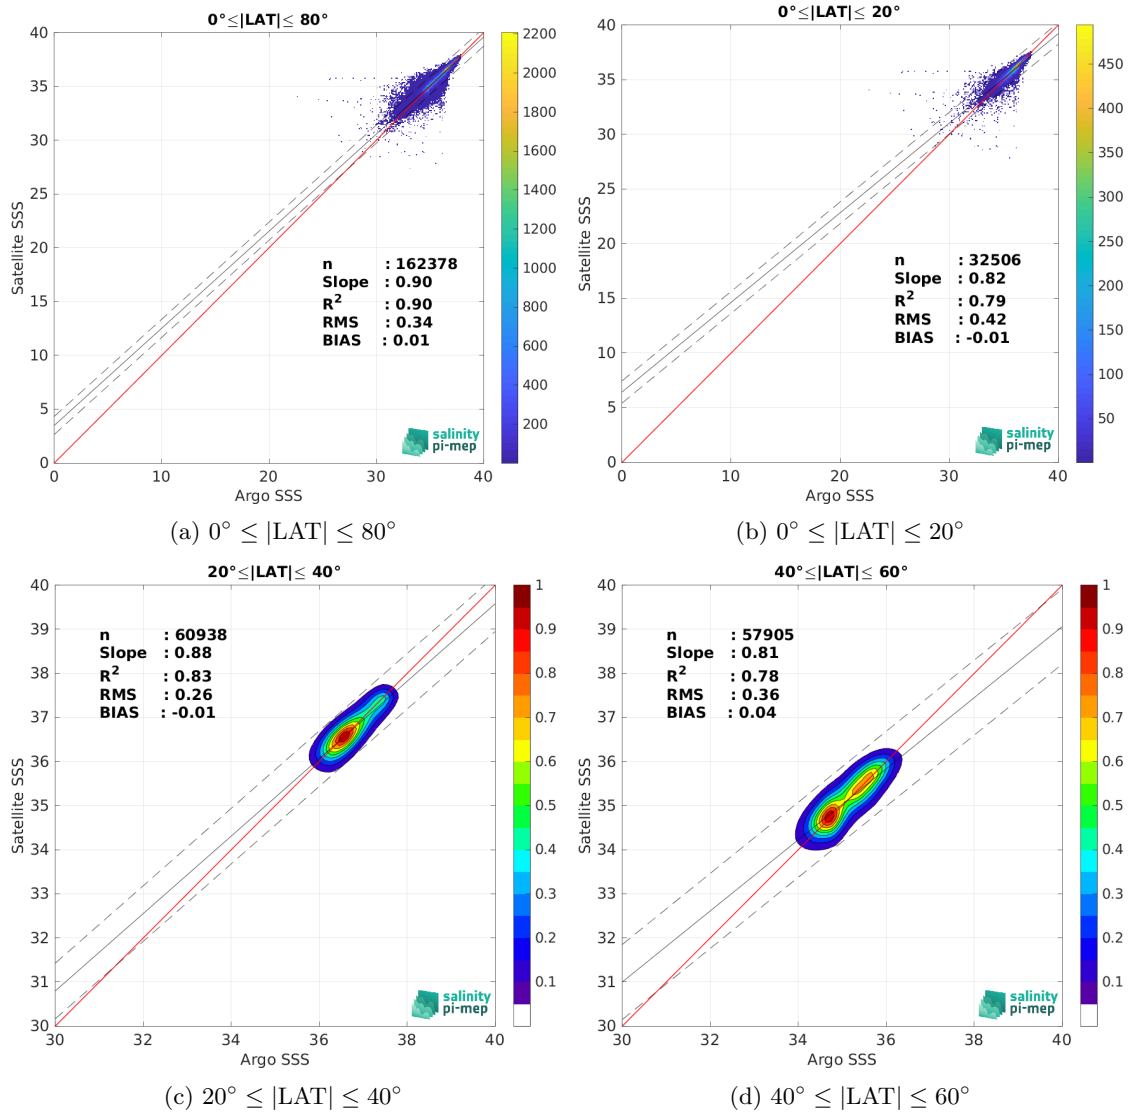 0°≤|LAT|≤ 80°
40
35
30
25
20
15
10
5
0
Satellite SSS
0
10
20
30
40
Argo SSS
n : 162378
Slope : 0.90
R2 : 0.90
RMS : 0.34
BIAS : 0.01
salinity
pi-mep
2200
2000
1800
1600
1400
1200
1000
800
600
400
200
(a) 0° ≤ |LAT| ≤ 80°
0°≤|LAT|≤ 20°
40
35
30
25
20
15
10
5
0
Satellite SSS
0
10
20
30
40
Argo SSS
n : 32506
Slope : 0.82
R2 : 0.79
RMS : 0.42
BIAS : -0.01
salinity
pi-mep
450
400
350
300
250
200
150
100
50
(b) 0° ≤ |LAT| ≤ 20°
20°≤|LAT|≤ 40°
40
39
38
37
36
35
34
33
32
31
30
Satellite SSS
30
32
34
36
38
40
Argo SSS
n : 60938
Slope : 0.88
R2 : 0.83
RMS : 0.26
BIAS : -0.01
salinity
pi-mep
1
0.9
0.8
0.7
0.6
0.5
0.4
0.3
0.2
0.1
(c) 20° ≤ |LAT| ≤ 40°
40°≤|LAT|≤ 60°
40
39
38
37
36
35
34
33
32
31
30
Satellite SSS
30
32
34
36
38
40
Argo SSS
n : 57905
Slope : 0.81
R2 : 0.78
RMS : 0.36
BIAS : 0.04
salinity
pi-mep
1
0.9
0.8
0.7
0.6
0.5
0.4
0.3
0.2
0.1
(d) 40° ≤ |LAT| ≤ 60°